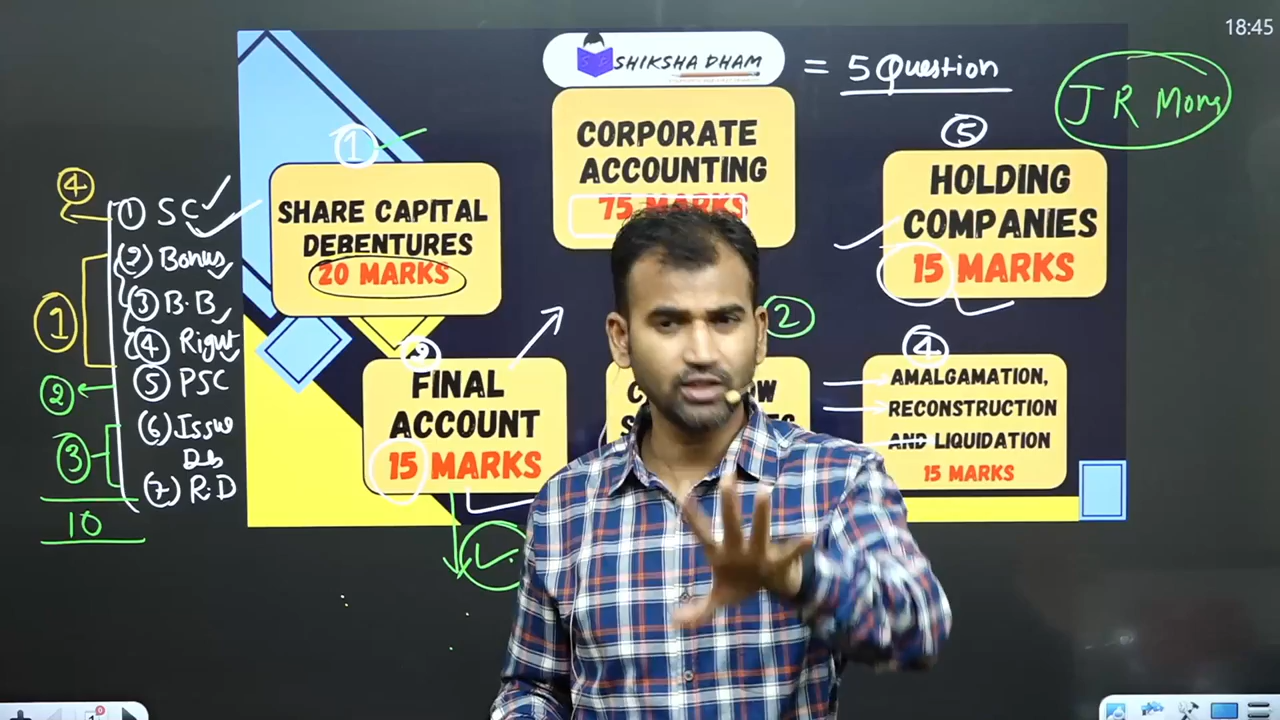 18:45
SHIKSHA DHAM
= 5 Question
J R Mong
CORPORATE
ACCOUNTING
75 MARKS
1
SHARE CAPITAL
DEBENTURES
20 MARKS
5
HOLDING
COMPANIES
15 MARKS
FINAL
ACCOUNT
15 MARKS
2
4
AMALGAMATION,
RECONSTRUCTION
AND LIQUIDATION
15 MARKS
4
1 SC
(2) Bonus
3 B.B
4 Right
5 PSC
(6) Issue
Deb
(7) R.D
1
2
3
10